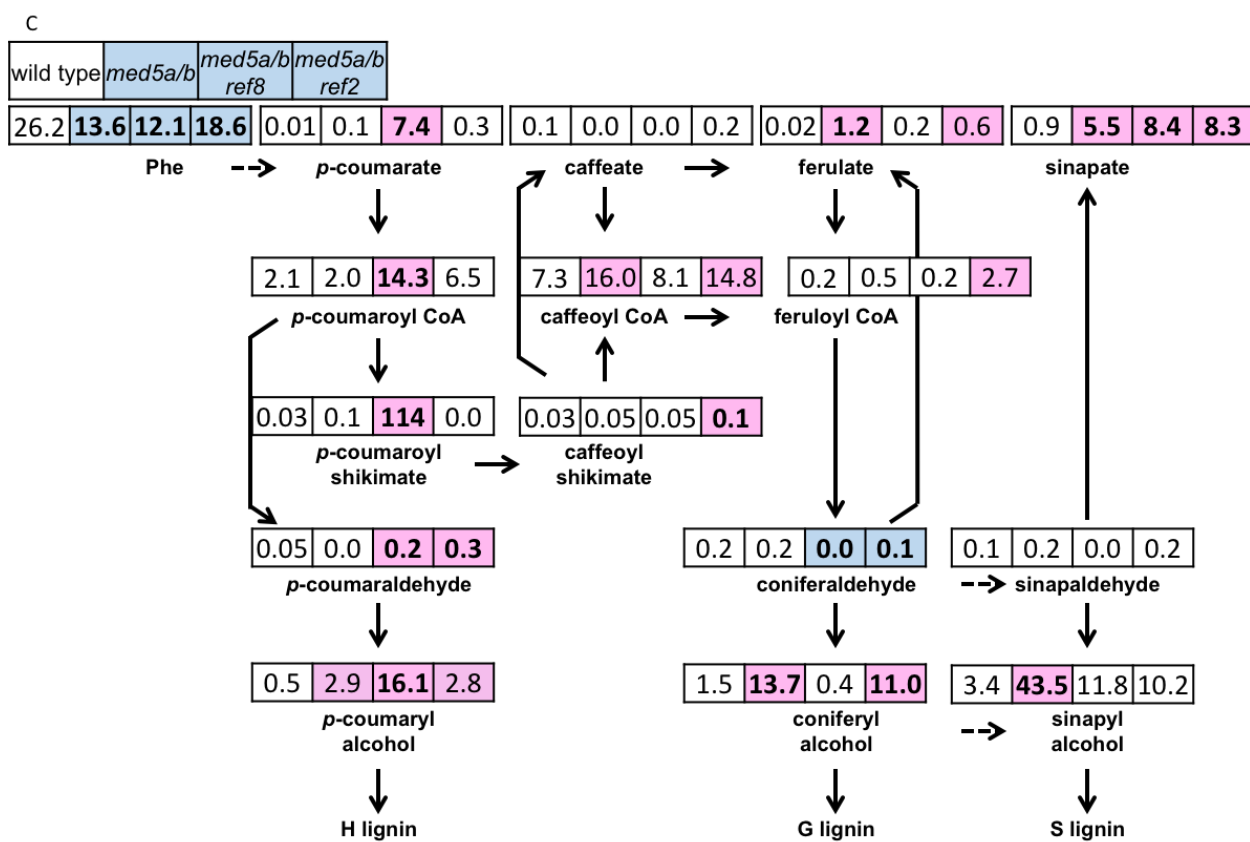 C
wild type med5a/b med5a/b ref8 med5a/b ref2
26.2 13.6 12.1 18.6 0.01 0.1 7.4 0.3 0.1 0.0 0.0 0.2 0.02 1.2 0.2 0.6 0.9 5.5 8.4 8.3
Phe p-coumarate caffeate ferulate sinapate
2.1 2.0 14.3 6.5 7.3 16.0 8.1 14.8 0.2 0.5 0.2 2.7
p-coumaroyl CoA caffeoyl CoA feruloyl CoA
0.03 0.1 114 0.0 0.03 0.05 0.05 0.1
p-coumaroyl caffeoyl
shikimate shikimate
0.05 0.0 0.2 0.3 0.2 0.2 0.0 0.1 0.1 0.2 0.0 0.2
p-coumaraldehyde coniferaldehyde sinapaldehyde
0.5 2.9 16.1 2.8 1.5 13.7 0.4 11.0 3.4 43.5 11.8 10.2
p-coumaryl coniferyl sinapyl
alcohol alcohol alcohol
H lignin G lignin S lignin